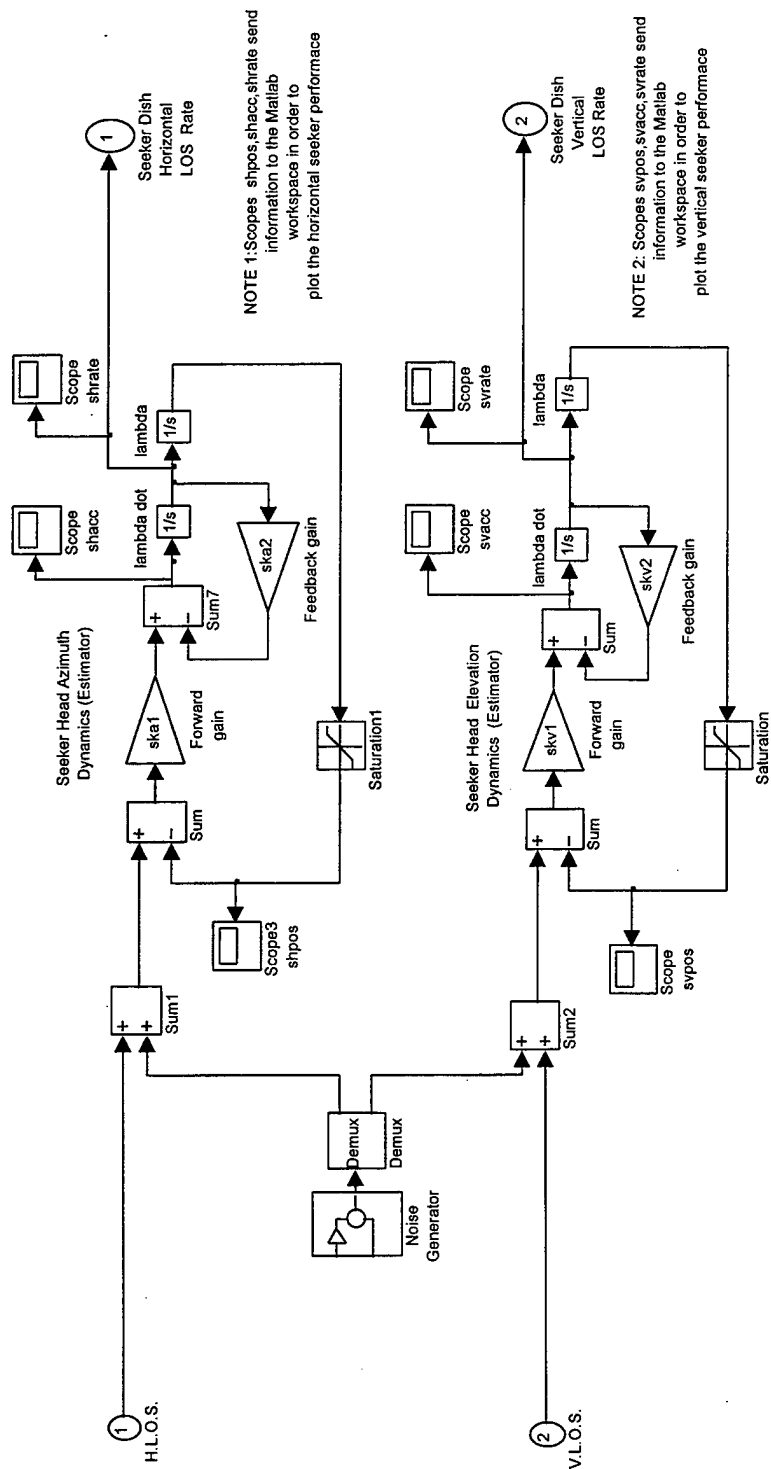 1
H.L.O.S.
+
+
Sum1
+
−
Sum
Seeker Head Azimuth
Dynamics (Estimator)
ska1
Forward
gain
+
−
Sum7
Scope
shacc
1/s
lambda dot
Scope
shrate
1/s
lambda
ska2
Feedback gain
Saturation1
Scope3
shpos
1
Seeker Dish
Horizontal
LOS Rate
NOTE 1:Scopes shpos,shacc,shrate send
information to the Matlab
workspace in order to
plot the horizontal seeker performace
Noise
Generator
Demux
Demux
2
V.L.O.S.
+
+
Sum2
+
−
Sum
Seeker Head Elevation
Dynamics (Estimator)
skv1
Forward
gain
+
−
Sum
Scope
svacc
1/s
lambda dot
Scope
svrate
1/s
lambda
skv2
Feedback gain
Saturation
Scope
svpos
2
Seeker Dish
Vertical
LOS Rate
NOTE 2: Scopes svpos,svacc,svrate send
information to the Matlab
workspace in order to
plot the vertical seeker performace